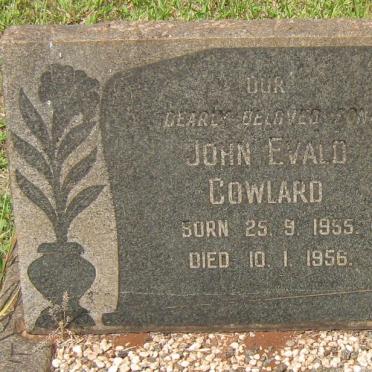 OUR
DEARLY BELOVED SON
JOHN EVALD
COWLARD
BORN 25. 9. 1955.
DIED 10. 1. 1956.